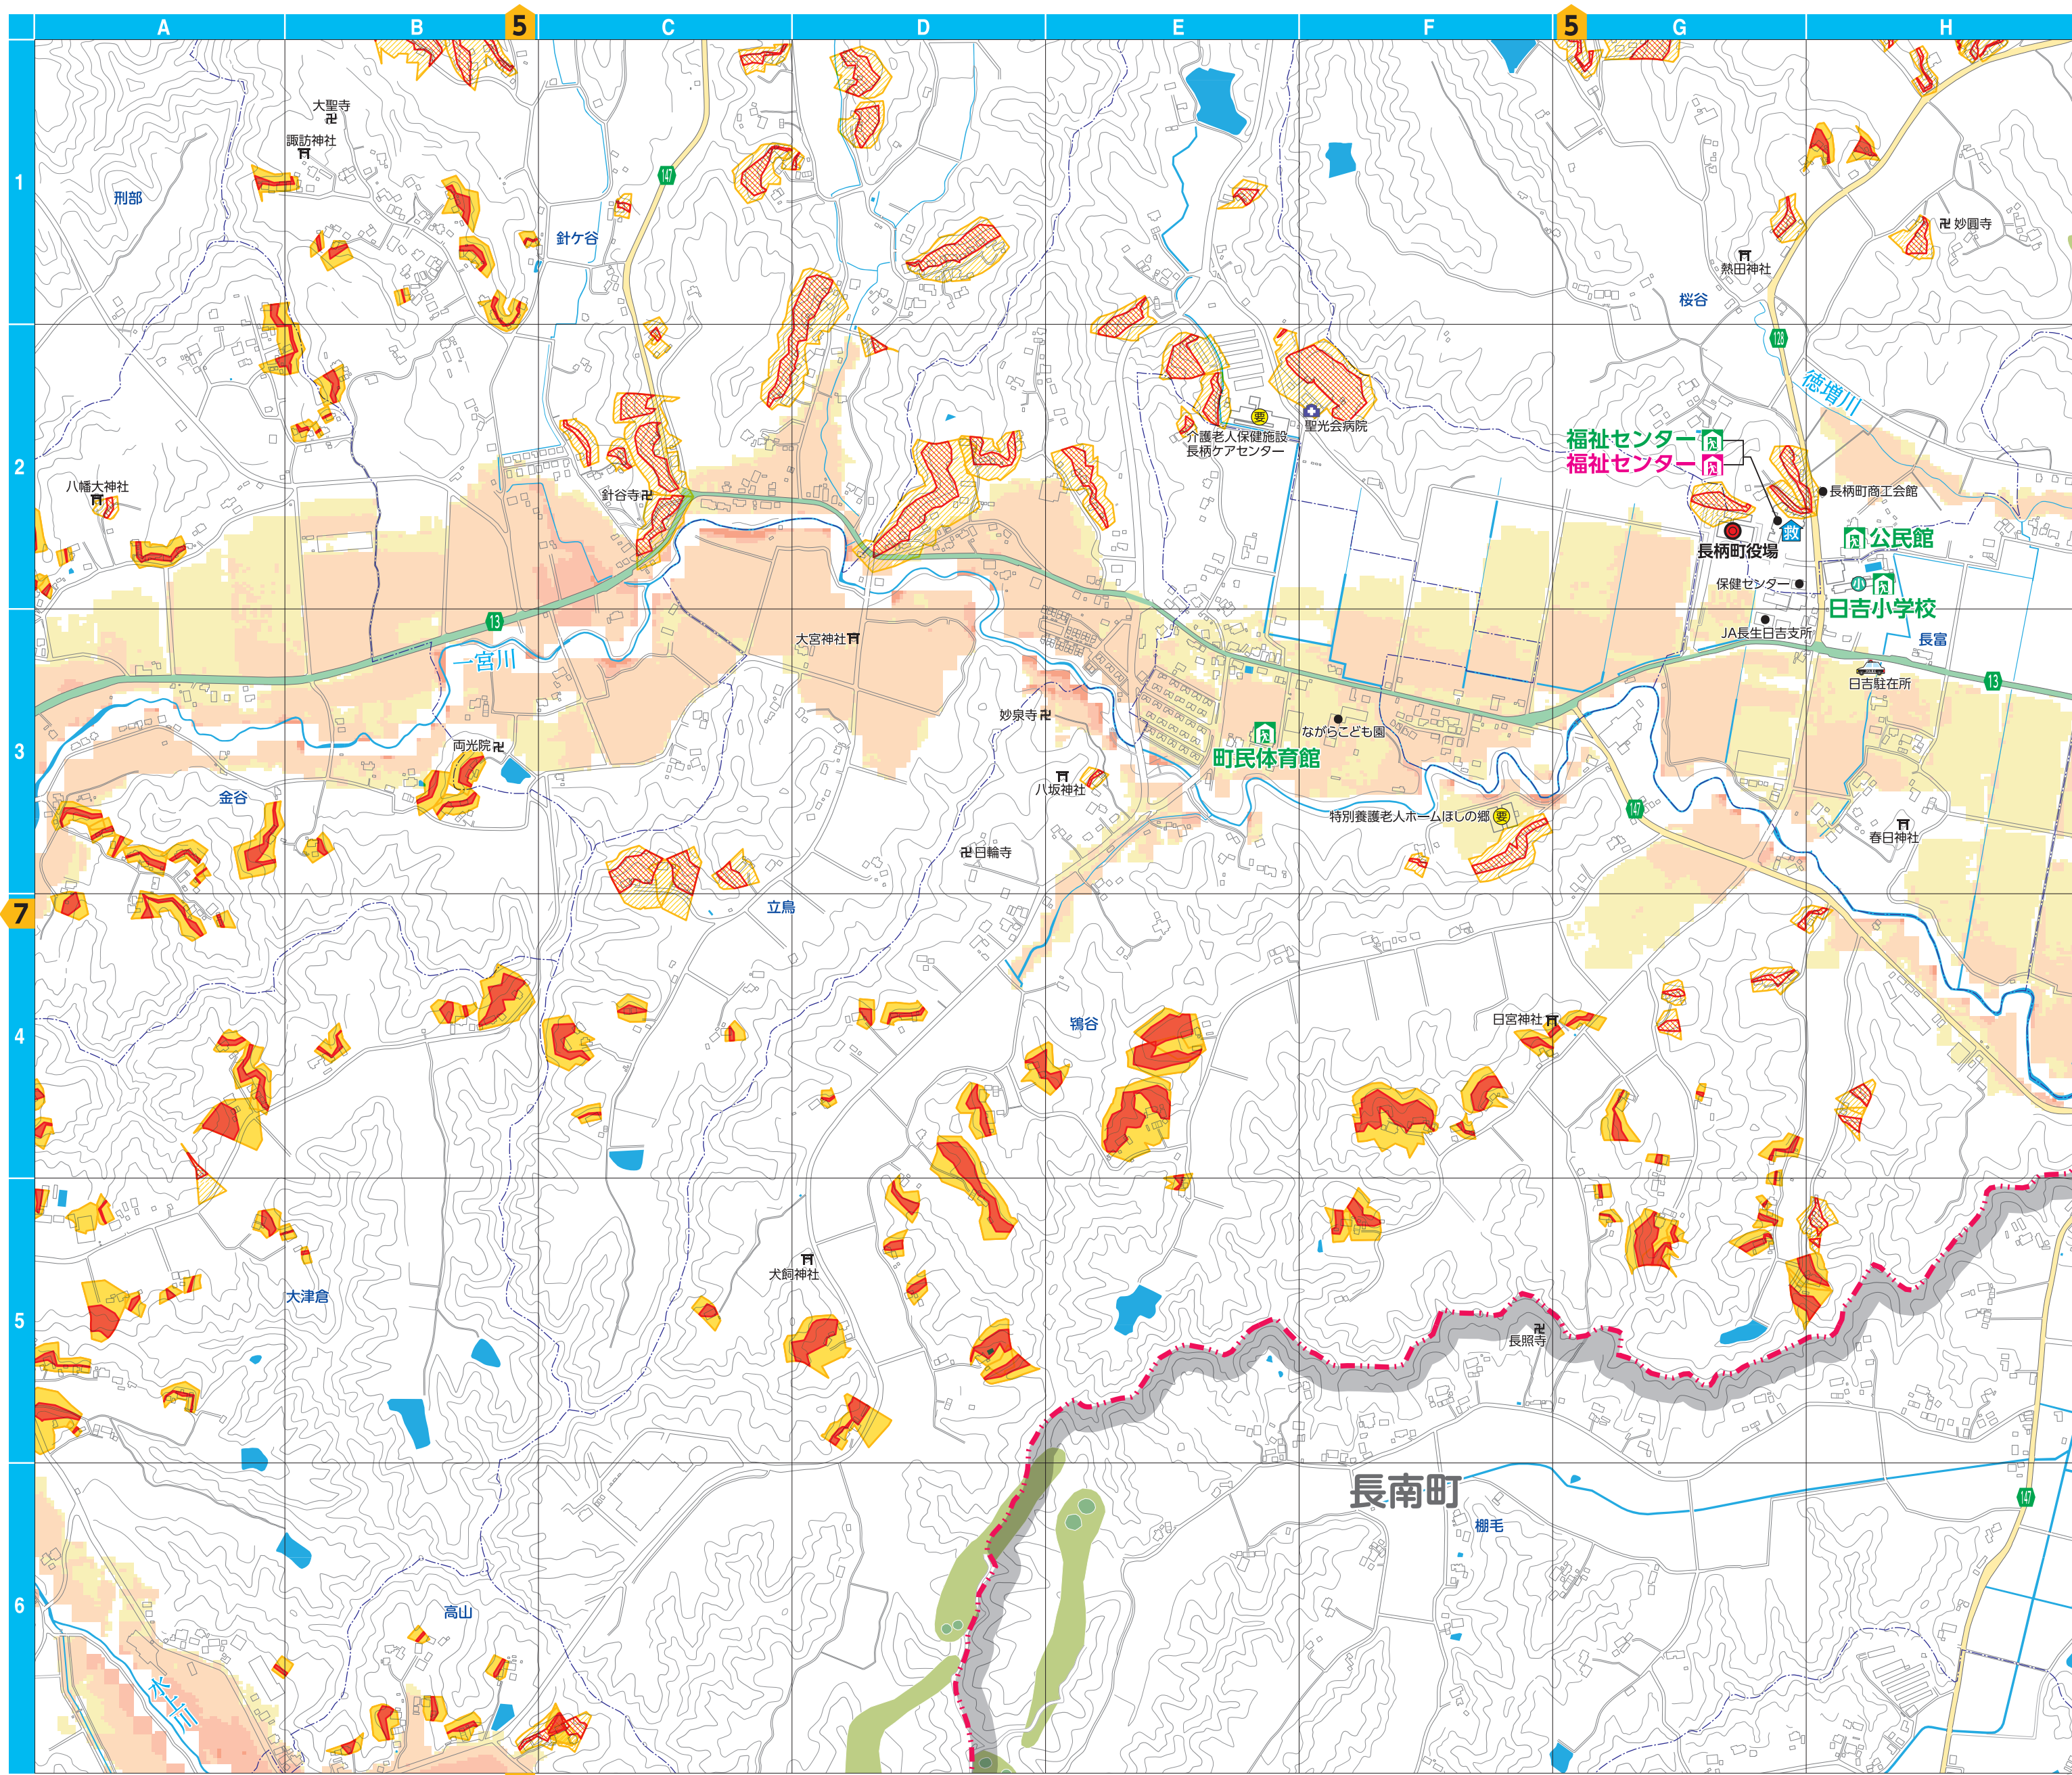 A
B
5
C
D
E
F
5
G
H
1
大聖寺
諏訪神社
刑部
147
針ケ谷
妙圓寺
熱田神社
桜谷
128
徳増川
2
八幡大神社
針谷寺
要
介護老人保健施設
長柄ケアセンター
聖光会病院
福祉センター
福祉センター
長柄町商工会館
救
長柄町役場
公民館
保健センター
小
日吉小学校
13
一宮川
大宮神社
JA長生日吉支所
長富
日吉駐在所
13
3
両光院
妙泉寺
ながらこども園
町民体育館
八坂神社
金谷
特別養護老人ホームほしの郷
要
147
春日神社
日輪寺
7
立鳥
4
鴇谷
日宮神社
犬飼神社
大津倉
5
長照寺
長南町
147
棚毛
6
高山
水上川